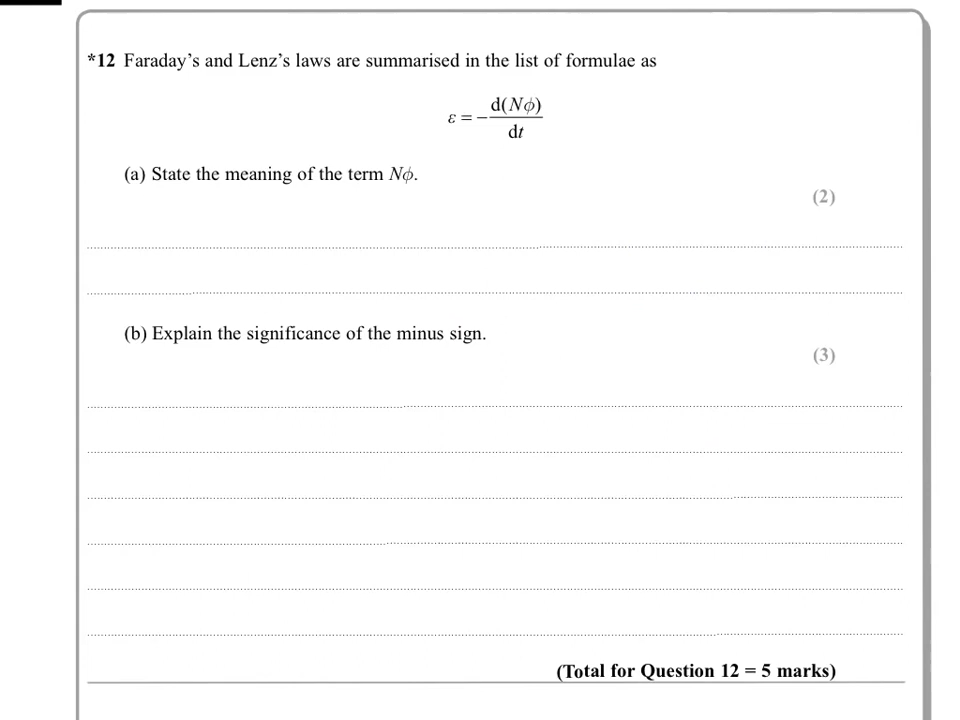 *12 Faraday's and Lenz's laws are summarised in the list of formulae as
ε = −d(Nϕ)/dt
(a) State the meaning of the term Nϕ.
(2)
(b) Explain the significance of the minus sign.
(3)
(Total for Question 12 = 5 marks)